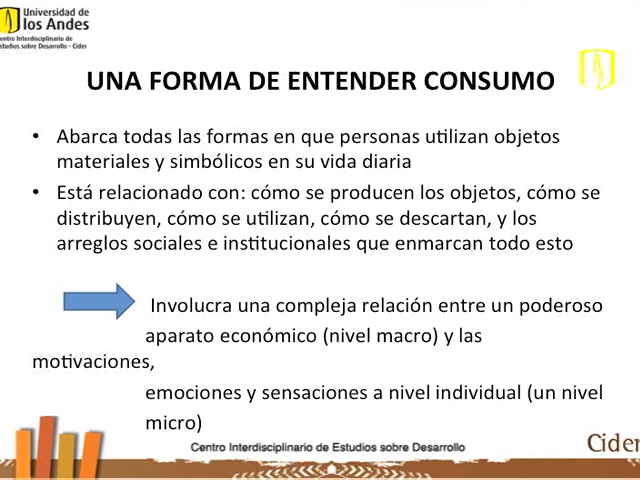 Universidad de
los Andes
Centro Interdisciplinario de
Estudios sobre Desarrollo - Cider
UNA FORMA DE ENTENDER CONSUMO
• Abarca todas las formas en que personas utilizan objetos
materiales y simbólicos en su vida diaria
• Está relacionado con: cómo se producen los objetos, cómo se
distribuyen, cómo se utilizan, cómo se descartan, y los
arreglos sociales e institucionales que enmarcan todo esto
Involucra una compleja relación entre un poderoso
aparato económico (nivel macro) y las
motivaciones,
emociones y sensaciones a nivel individual (un nivel
micro)
Centro Interdisciplinario de Estudios sobre Desarrollo
Cider